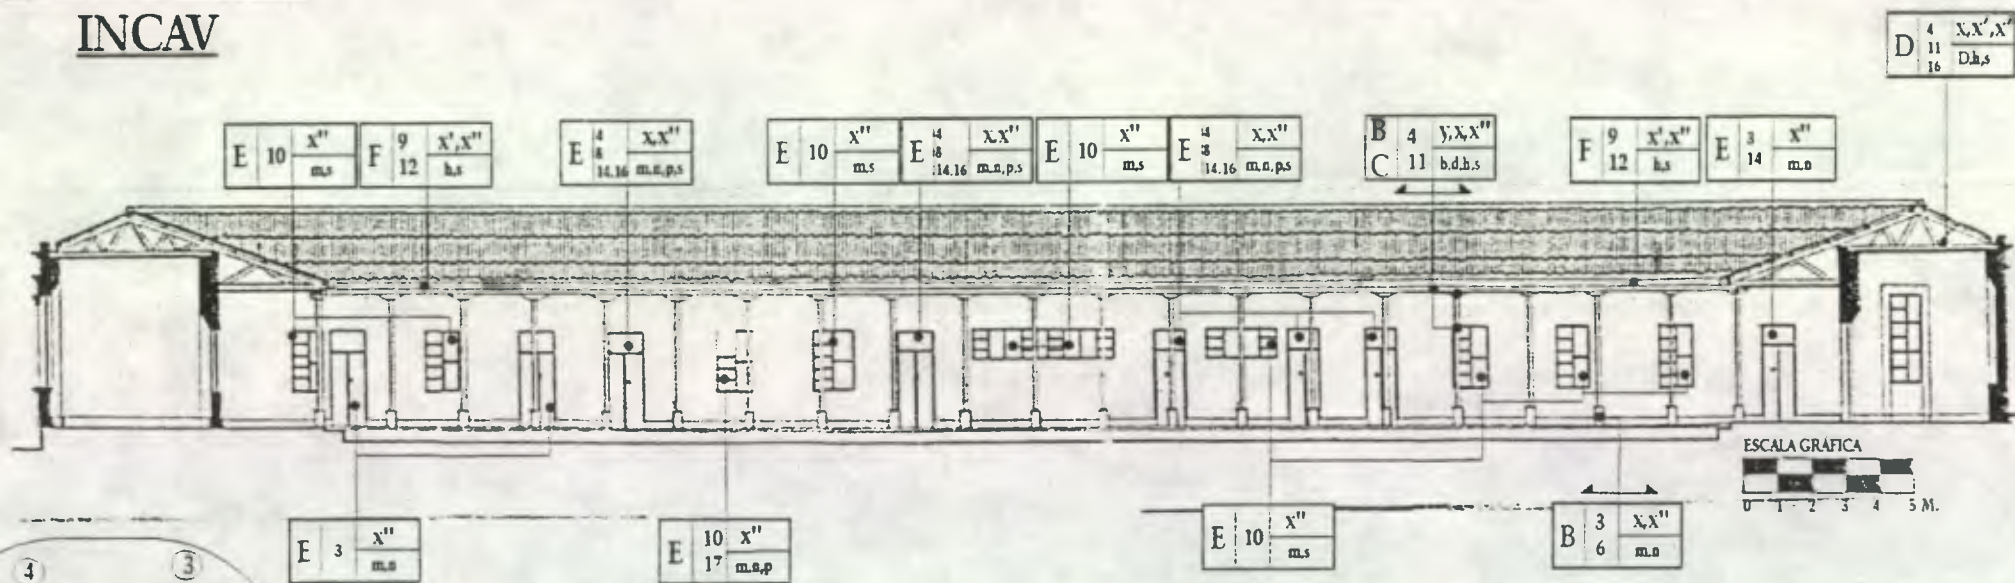 INCAV
D 4 x,x',x'
11
16 D.h,s
E 10 x" m,s
F 9 x',x"
12 h,s
E 4 x,x"
8
14.16 m,n,p,s
E 10 x" m,s
E 4 x,x"
8
14.16 m,n,p,s
E 10 x" m,s
E 4 x,x"
8
14.16 m,n,p,s
B 4 y,x,x"
C 11 b.d.h,s
F 9 x',x"
12 h,s
E 3 x"
14 m,n
ESCALA GRÁFICA
0 1 2 3 4 5 M.
E 3 x" m,n
E 10 x"
17 m,n,p
E 10 x" m,s
B 3 x,x"
6 m,n
4 3